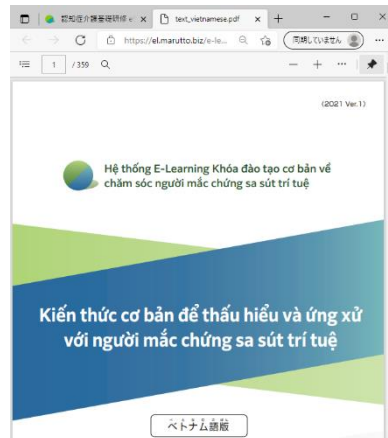 認知症介護基礎研修 e
text_vietnamese.pdf
https://el.marutto.biz/e-le...
同期していません
1 /359
(2021 Ver.1)
Hệ thống E-Learning Khóa đào tạo cơ bản về
chăm sóc người mắc chứng sa sút trí tuệ
Kiến thức cơ bản để thấu hiểu và ứng xử
với người mắc chứng sa sút trí tuệ
ベトナム語版